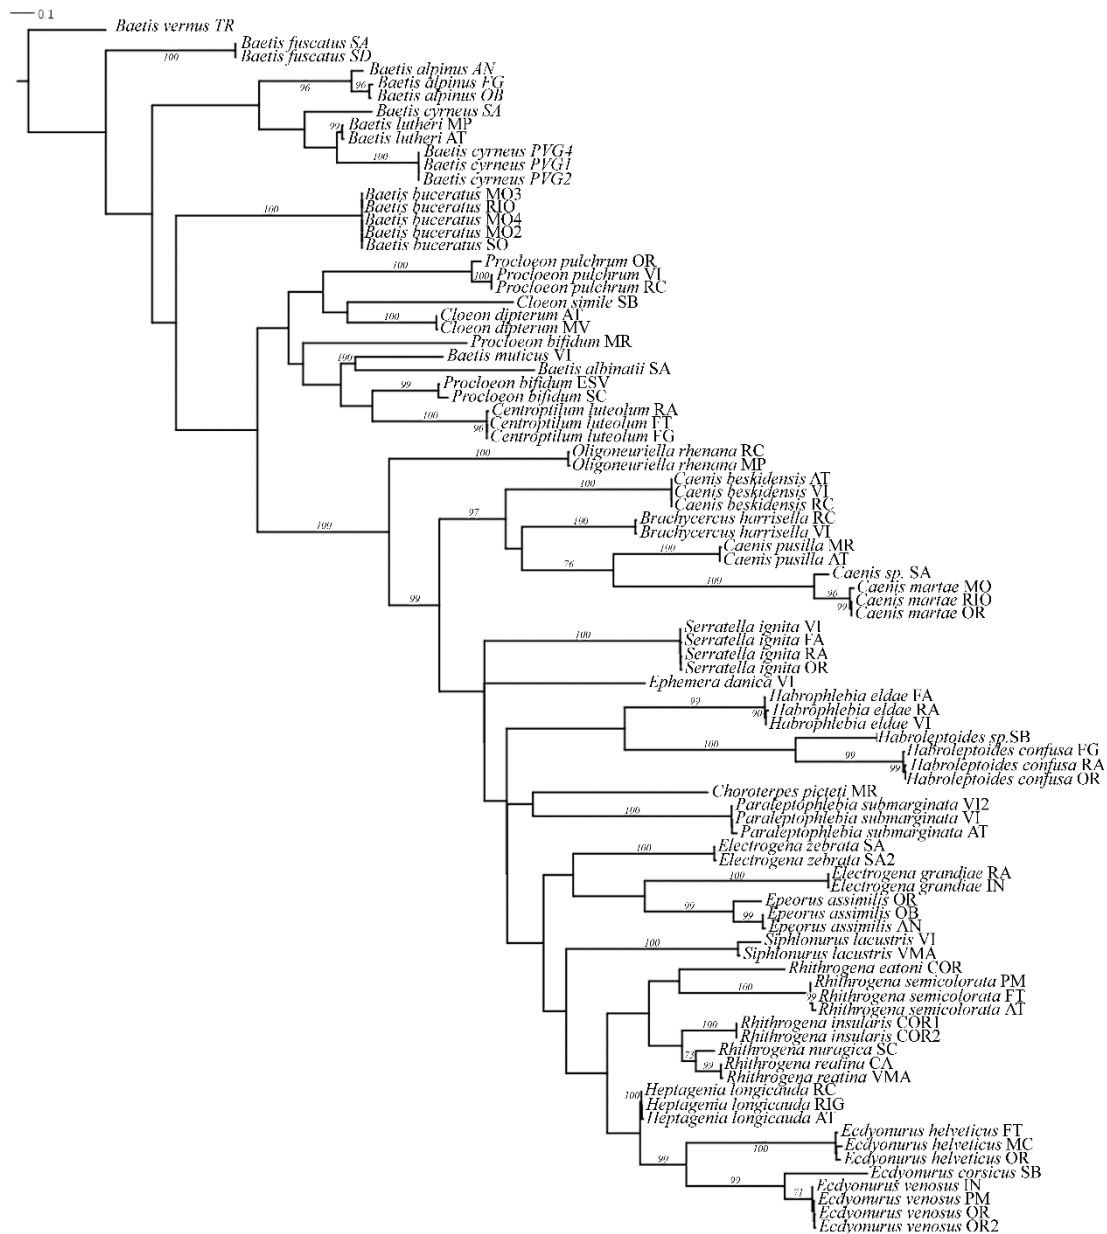 0.1
Baetis vernus TR
Baetis fuscatus SA
100
Baetis fuscatus SD
Baetis alpinus AN
96
96
Baetis alpinus FG
Baetis alpinus OB
Baetis cyrneus SA
99
Baetis lutheri MP
Baetis lutheri AT
Baetis cyrneus PVG4
100
Baetis cyrneus PVG1
Baetis cyrneus PVG2
Baetis buceratus MO3
100
Baetis buceratus RIO
Baetis buceratus MO4
Baetis buceratus MO2
Baetis buceratus SO
100
Procloeon pulchrum OR
100
Procloeon pulchrum VI
Procloeon pulchrum RC
Cloeon simile SB
100
Cloeon dipterum AT
Cloeon dipterum MV
Procloeon bifidum MR
100
Baetis muticus VI
Baetis albinatii SA
99
Procloeon bifidum ESV
Procloeon bifidum SC
100
Centroptilum luteolum RA
96
Centroptilum luteolum FT
Centroptilum luteolum FG
100
Oligoneuriella rhenana RC
Oligoneuriella rhenana MP
100
Caenis beskidensis AT
Caenis beskidensis VI
Caenis beskidensis RC
97
100
Brachycercus harrisella RC
100
Brachycercus harrisella VI
100
Caenis pusilla MR
76
Caenis pusilla AT
Caenis sp. SA
100
96
Caenis martae MO
99
99
Caenis martae RIO
Caenis martae OR
Serratella ignita VI
100
Serratella ignita FA
Serratella ignita RA
Serratella ignita OR
Ephemera danica VI
99
Habrophlebia eldae FA
90
Habrophlebia eldae RA
Habrophlebia eldae VI
100
Habroleptoides sp.SB
99
Habroleptoides confusa FG
99
Habroleptoides confusa RA
Habroleptoides confusa OR
Choroterpes picteti MR
100
Paraleptophlebia submarginata VI2
Paraleptophlebia submarginata VI
Paraleptophlebia submarginata AT
100
Electrogena zebrata SA
Electrogena zebrata SA2
100
Electrogena grandiae RA
Electrogena grandiae IN
99
Epeorus assimilis OR
99
Epeorus assimilis OB
Epeorus assimilis AN
100
Siphlonurus lacustris VI
Siphlonurus lacustris VMA
Rhithrogena eatoni COR
100
Rhithrogena semicolorata PM
99
Rhithrogena semicolorata FT
Rhithrogena semicolorata AT
100
Rhithrogena insularis COR1
Rhithrogena insularis COR2
73
Rhithrogena nuragica SC
99
Rhithrogena reatina CA
Rhithrogena reatina VMA
100
Heptagenia longicauda RC
Heptagenia longicauda RIG
Heptagenia longicauda AT
Ecdyonurus helveticus FT
100
Ecdyonurus helveticus MC
90
Ecdyonurus helveticus OR
99
Ecdyonurus corsicus SB
71
Ecdyonurus venosus IN
Ecdyonurus venosus PM
Ecdyonurus venosus OR
Ecdyonurus venosus OR2